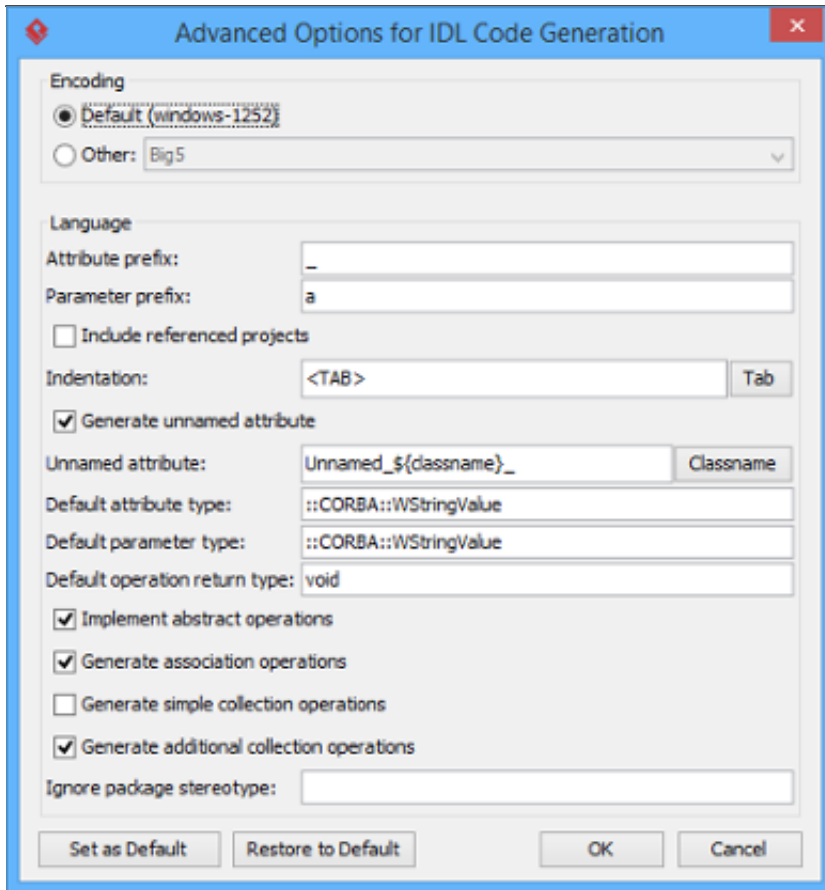 Advanced Options for IDL Code Generation
Encoding
Default (windows-1252)
Other: Big5
Language
Attribute prefix: _
Parameter prefix: a
Include referenced projects
Indentation: <TAB> Tab
Generate unnamed attribute
Unnamed attribute: Unnamed_${classname}_ Classname
Default attribute type: ::CORBA::WStringValue
Default parameter type: ::CORBA::WStringValue
Default operation return type: void
Implement abstract operations
Generate association operations
Generate simple collection operations
Generate additional collection operations
Ignore package stereotype:
Set as Default Restore to Default OK Cancel